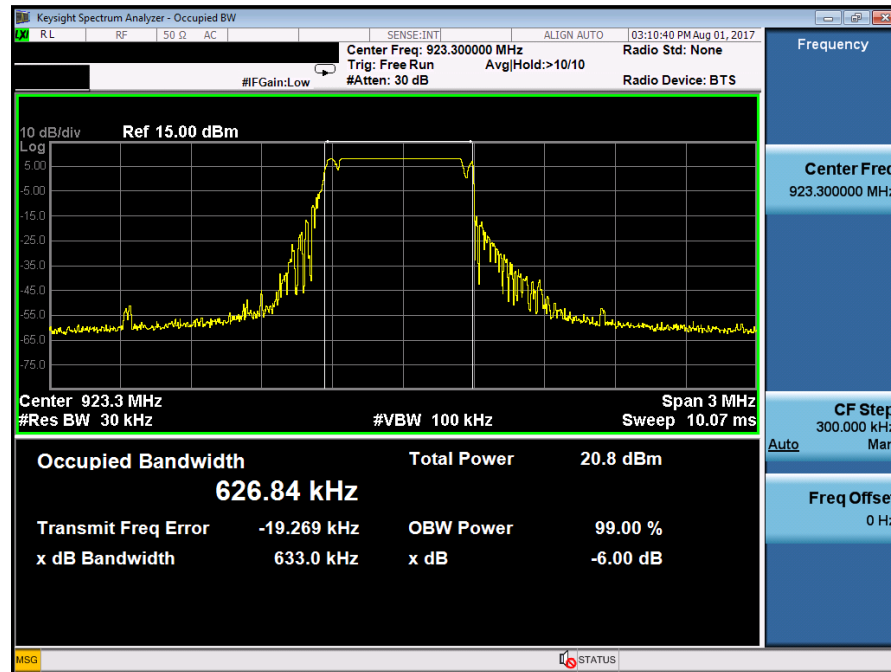 Keysight Spectrum Analyzer - Occupied BW
LXI RL RF 50 Ω AC SENSE:INT ALIGN AUTO 03:10:40 PM Aug 01, 2017
Center Freq: 923.300000 MHz Radio Std: None
Trig: Free Run Avg|Hold:>10/10
#IFGain:Low #Atten: 30 dB Radio Device: BTS
10 dB/div Ref 15.00 dBm
Log
5.00
-5.00
-15.0
-25.0
-35.0
-45.0
-55.0
-65.0
-75.0
Center 923.3 MHz Span 3 MHz
#Res BW 30 kHz #VBW 100 kHz Sweep 10.07 ms
Occupied Bandwidth Total Power 20.8 dBm
626.84 kHz
Transmit Freq Error -19.269 kHz OBW Power 99.00 %
x dB Bandwidth 633.0 kHz x dB -6.00 dB
MSG STATUS
Frequency
Center Freq
923.300000 MHz
CF Step
300.000 kHz
Auto Man
Freq Offset
0 Hz